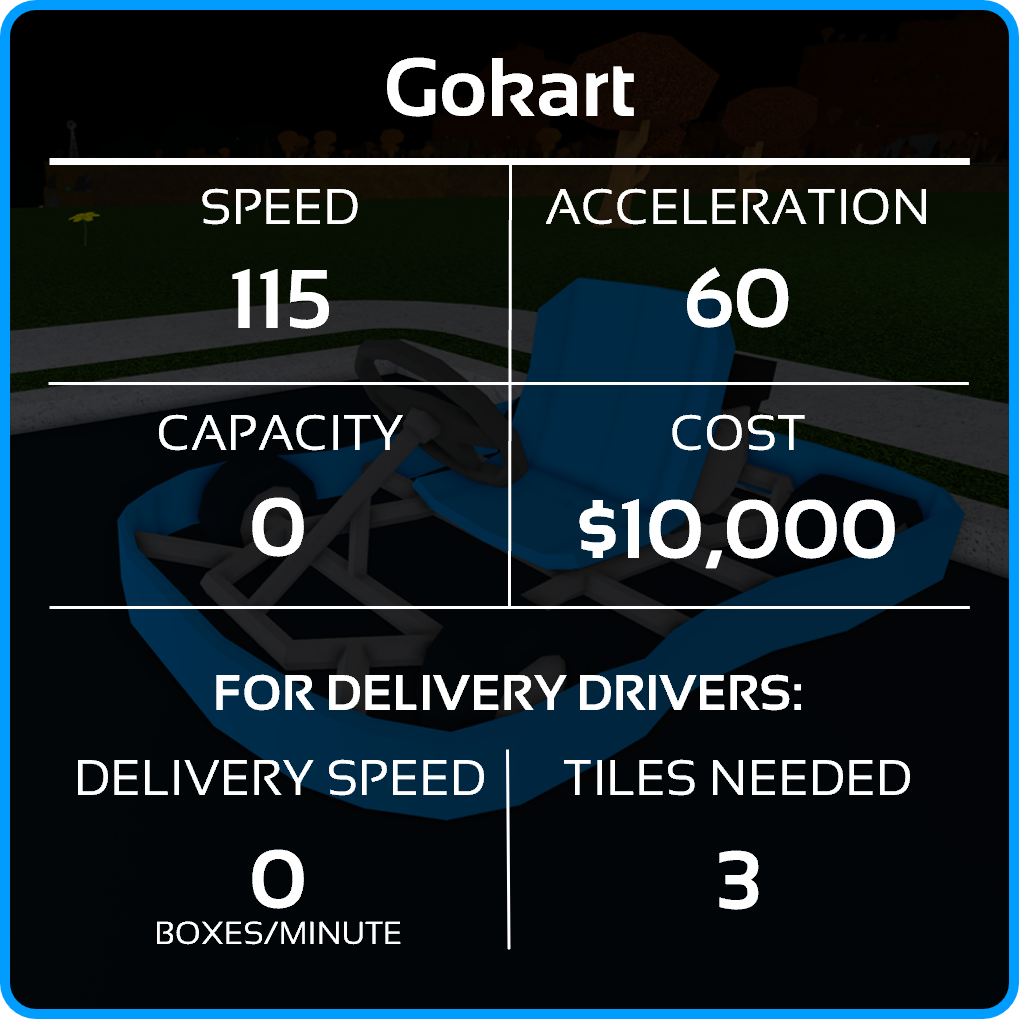 Gokart
SPEED
115
ACCELERATION
60
CAPACITY
0
COST
$10,000
FOR DELIVERY DRIVERS:
DELIVERY SPEED
0
BOXES/MINUTE
TILES NEEDED
3